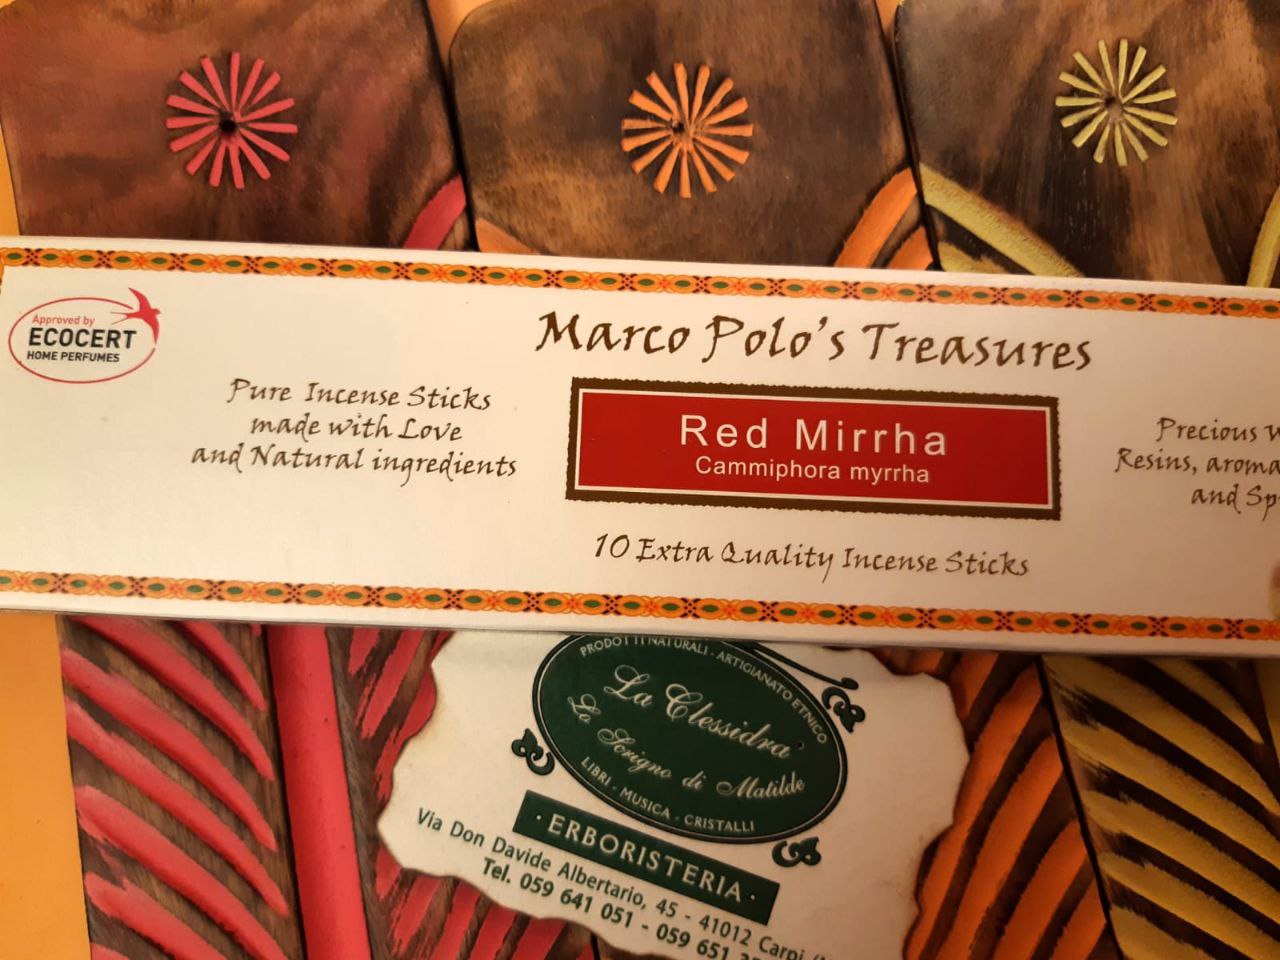 Approved by
ECOCERT
HOME PERFUMES
Pure Incense Sticks
made with Love
and Natural ingredients
Marco Polo's Treasures
Red Mirrha
Cammiphora myrrha
10 Extra Quality Incense Sticks
Precious
Resins,
and
PRODOTTI NATURALI - ARTIGIANATO ETNICO
La Clessidra
Lo Scrigno di Matilde
LIBRI - MUSICA - CRISTALLI
· ERBORISTERIA ·
Via Don Davide Albertario, 45 - 41012 Carpi
Tel. 059 641 051 - 059 651